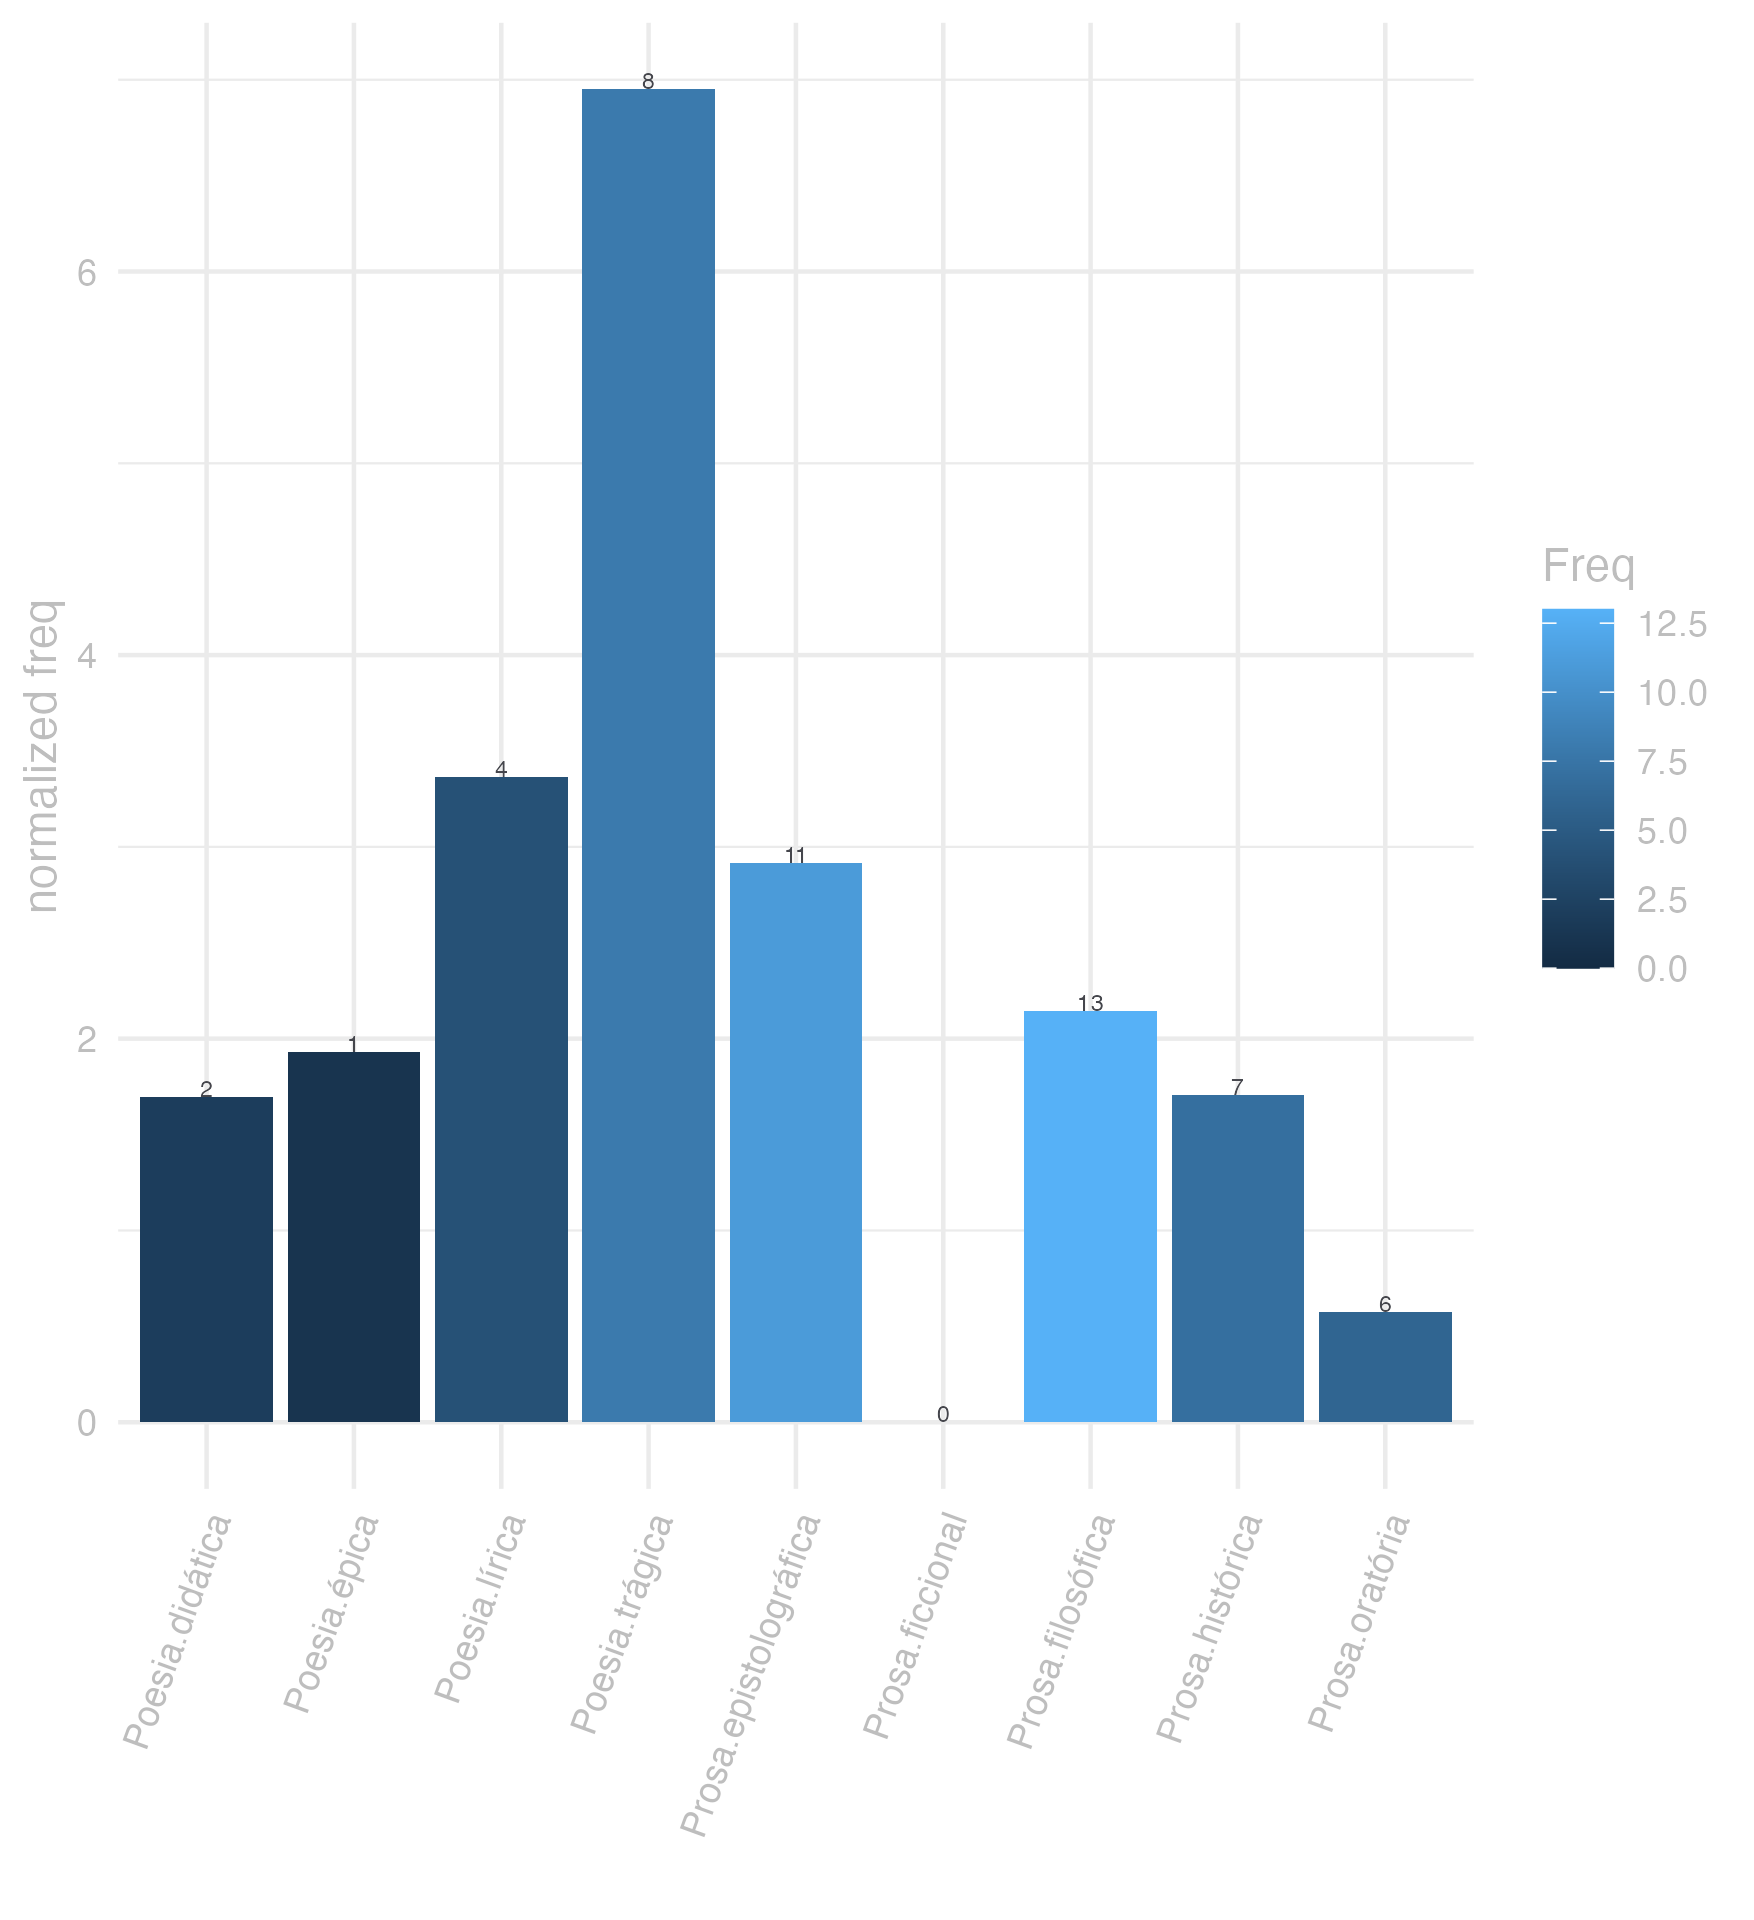 normalized freq
6
4
2
0
2
1
4
8
11
0
13
7
6
Poesia.didática
Poesia.épica
Poesia.lírica
Poesia.trágica
Prosa.epistolográfica
Prosa.ficcional
Prosa.filosófica
Prosa.histórica
Prosa.oratória
Freq
12.5
10.0
7.5
5.0
2.5
0.0